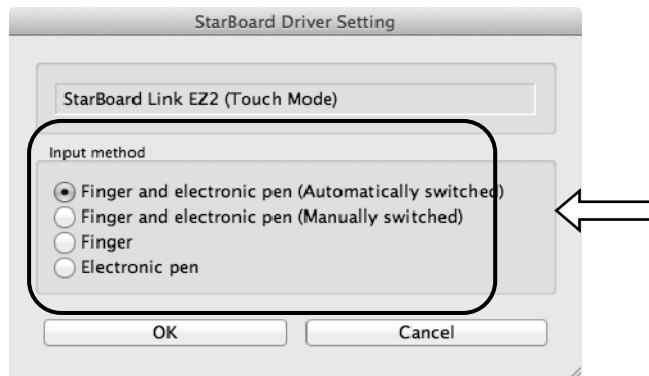 StarBoard Driver Setting
StarBoard Link EZ2 (Touch Mode)
Input method
Finger and electronic pen (Automatically switched)
Finger and electronic pen (Manually switched)
Finger
Electronic pen
OK
Cancel